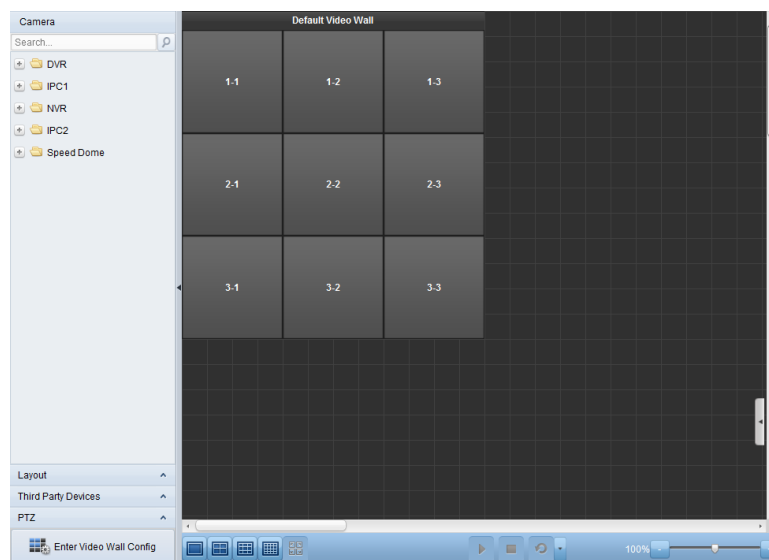 Camera
Search...
DVR
IPC1
NVR
IPC2
Speed Dome
Layout
Third Party Devices
PTZ
Enter Video Wall Config
Default Video Wall
1-1 1-2 1-3
2-1 2-2 2-3
3-1 3-2 3-3
100%